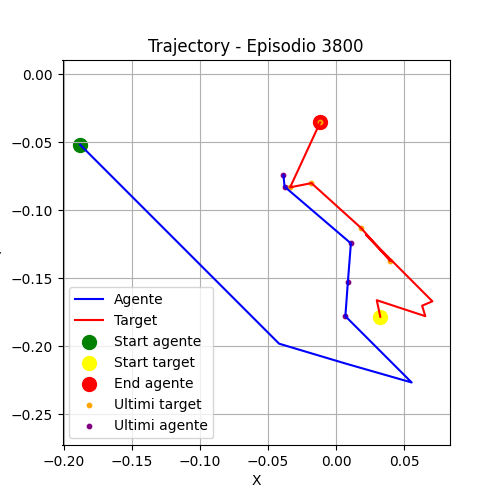 Trajectory - Episodio 3800
0.00
−0.05
−0.10
−0.15
−0.20
−0.25
Agente
Target
Start agente
Start target
End agente
Ultimi target
Ultimi agente
−0.20 −0.15 −0.10 −0.05 0.00 0.05
X